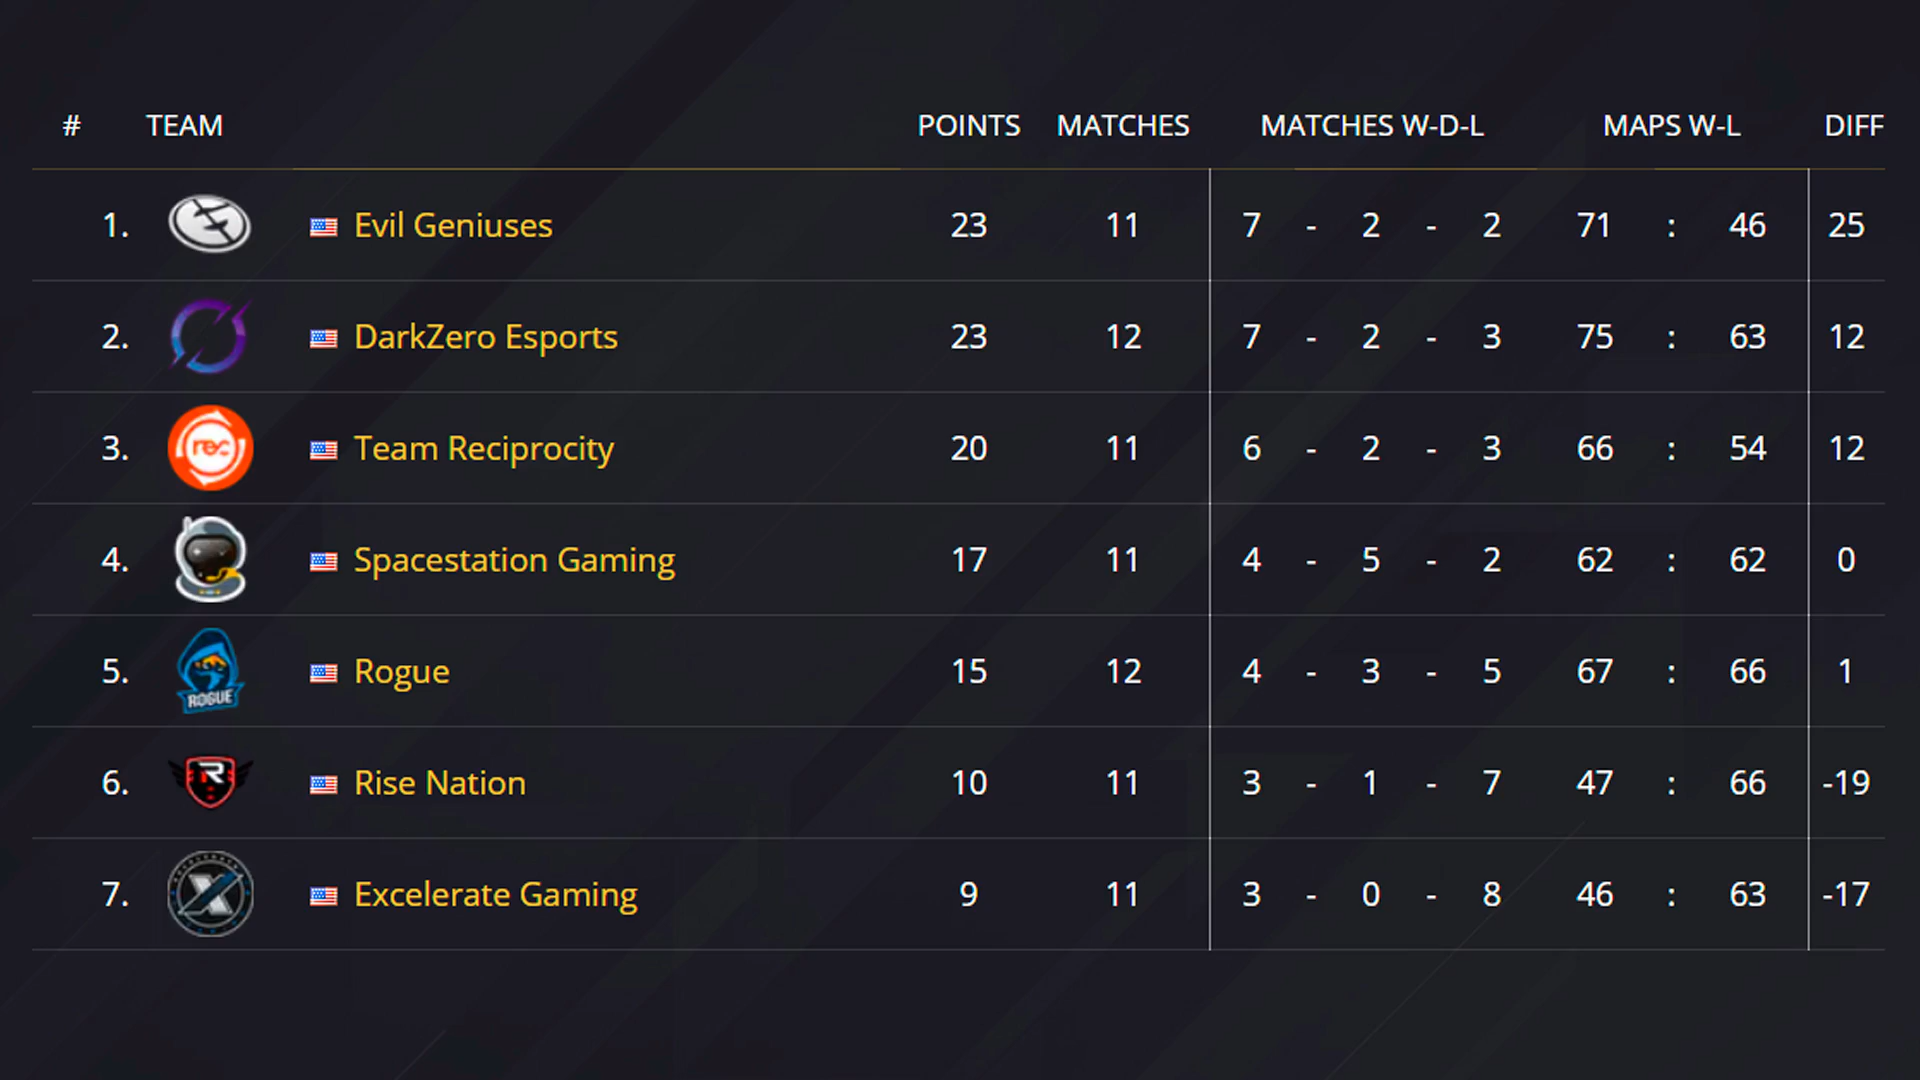 # TEAM POINTS MATCHES MATCHES W-D-L MAPS W-L DIFF
1. Evil Geniuses 23 11 7 - 2 - 2 71 : 46 25
2. DarkZero Esports 23 12 7 - 2 - 3 75 : 63 12
3. rec Team Reciprocity 20 11 6 - 2 - 3 66 : 54 12
4. Spacestation Gaming 17 11 4 - 5 - 2 62 : 62 0
5. ROGUE Rogue 15 12 4 - 3 - 5 67 : 66 1
6. R Rise Nation 10 11 3 - 1 - 7 47 : 66 -19
7. X Excelerate Gaming 9 11 3 - 0 - 8 46 : 63 -17